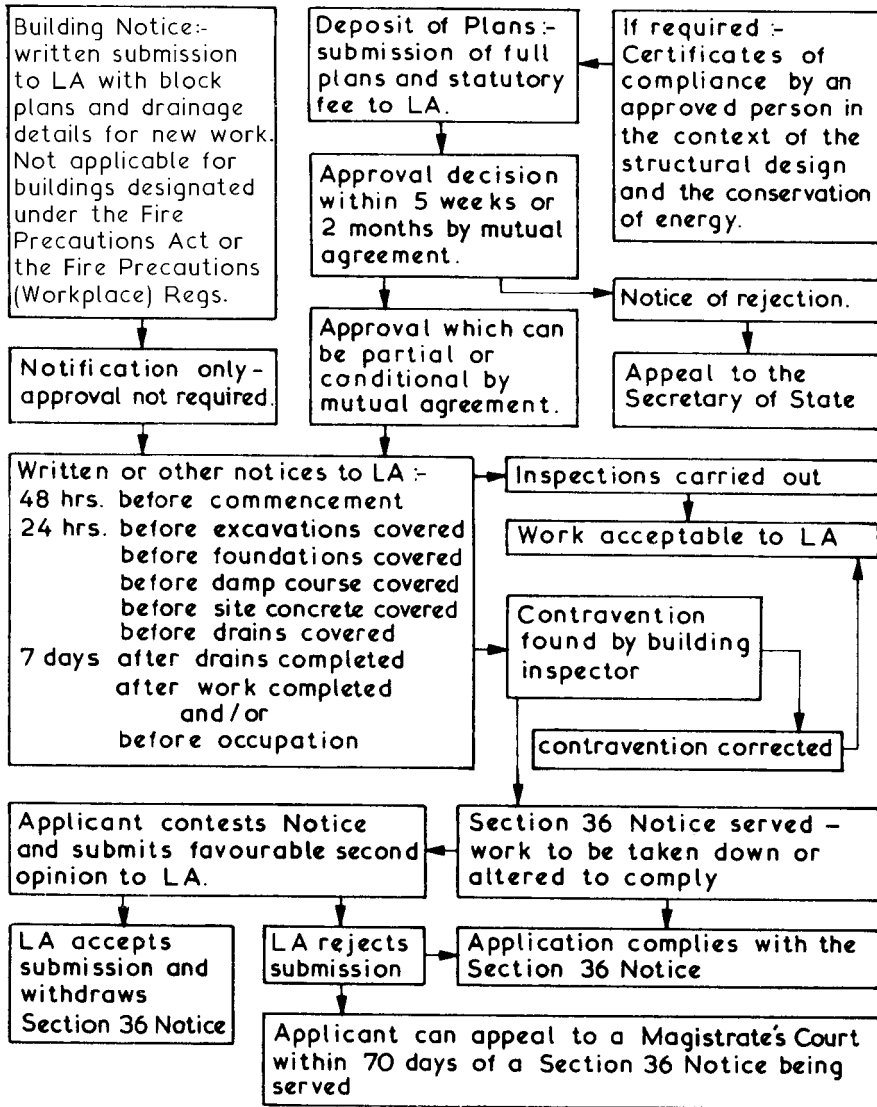 Building Notice:-
written submission
to LA with block
plans and drainage
details for new work.
Not applicable for
buildings designated
under the Fire
Precautions Act or
the Fire Precautions
(Workplace) Regs.
Deposit of Plans:-
submission of full
plans and statutory
fee to LA.
If required :-
Certificates of
compliance by an
approved person in
the context of the
structural design
and the conservation
of energy.
Approval decision
within 5 weeks or
2 months by mutual
agreement.
Notice of rejection.
Notification only-
approval not required.
Approval which can
be partial or
conditional by
mutual agreement.
Appeal to the
Secretary of State
Written or other notices to LA :-
48 hrs. before commencement
24 hrs. before excavations covered
before foundations covered
before damp course covered
before site concrete covered
before drains covered
7 days after drains completed
after work completed
and/or
before occupation
Inspections carried out
Work acceptable to LA
Contravention
found by building
inspector
contravention corrected
Applicant contests Notice
and submits favourable second
opinion to LA.
Section 36 Notice served -
work to be taken down or
altered to comply
LA accepts
submission and
withdraws
Section 36 Notice
LA rejects
submission
Application complies with the
Section 36 Notice
Applicant can appeal to a Magistrate's Court
within 70 days of a Section 36 Notice being
served